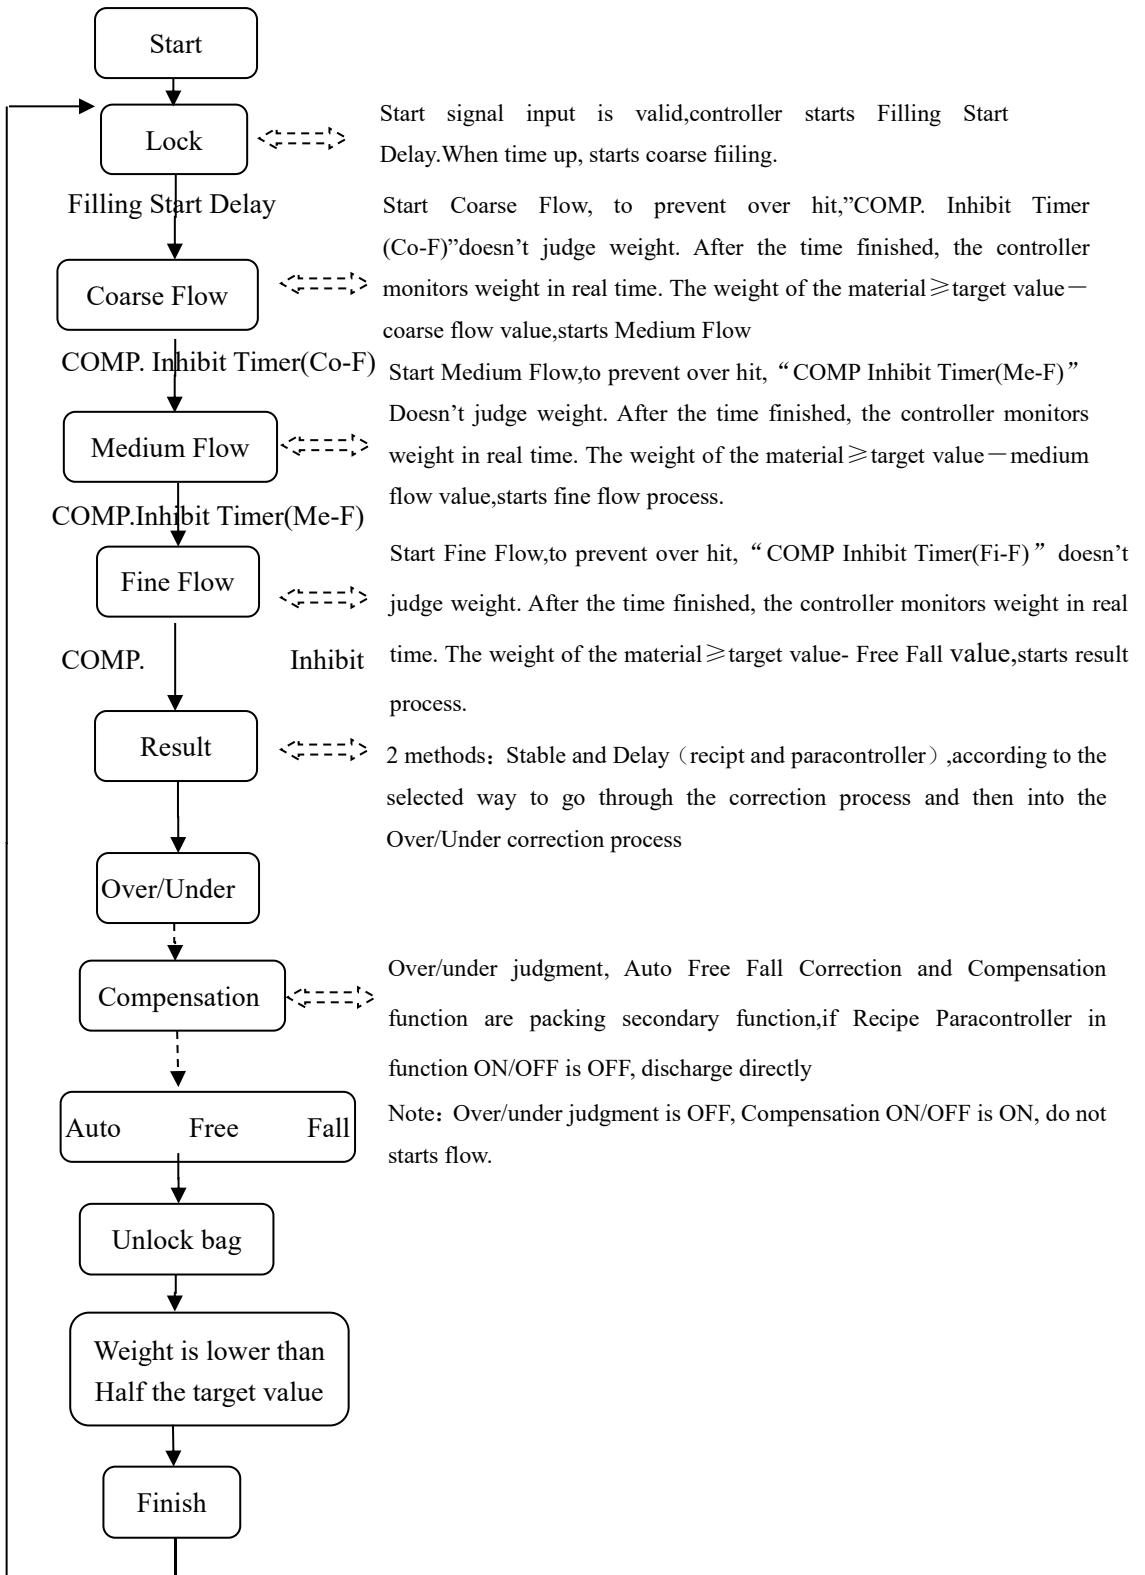 Start
Lock
Start signal input is valid,controller starts Filling Start
Delay.When time up, starts coarse fiiling.
Filling Start Delay
Start Coarse Flow, to prevent over hit,”COMP. Inhibit Timer
(Co-F)”doesn’t judge weight. After the time finished, the controller
monitors weight in real time. The weight of the material≥target value－
coarse flow value,starts Medium Flow
Coarse Flow
COMP. Inhibit Timer(Co-F)
Start Medium Flow,to prevent over hit, “COMP Inhibit Timer(Me-F)”
Doesn’t judge weight. After the time finished, the controller monitors
weight in real time. The weight of the material≥target value－medium
flow value,starts fine flow process.
Medium Flow
COMP.Inhibit Timer(Me-F)
Start Fine Flow,to prevent over hit, “COMP Inhibit Timer(Fi-F)” doesn’t
judge weight. After the time finished, the controller monitors weight in real
time. The weight of the material≥target value- Free Fall value,starts result
process.
Fine Flow
COMP. Inhibit
Result
2 methods：Stable and Delay（recipt and paracontroller）,according to the
selected way to go through the correction process and then into the
Over/Under correction process
Over/Under
Compensation
Over/under judgment, Auto Free Fall Correction and Compensation
function are packing secondary function,if Recipe Paracontroller in
function ON/OFF is OFF, discharge directly
Note：Over/under judgment is OFF, Compensation ON/OFF is ON, do not
starts flow.
Auto Free Fall
Unlock bag
Weight is lower than
Half the target value
Finish